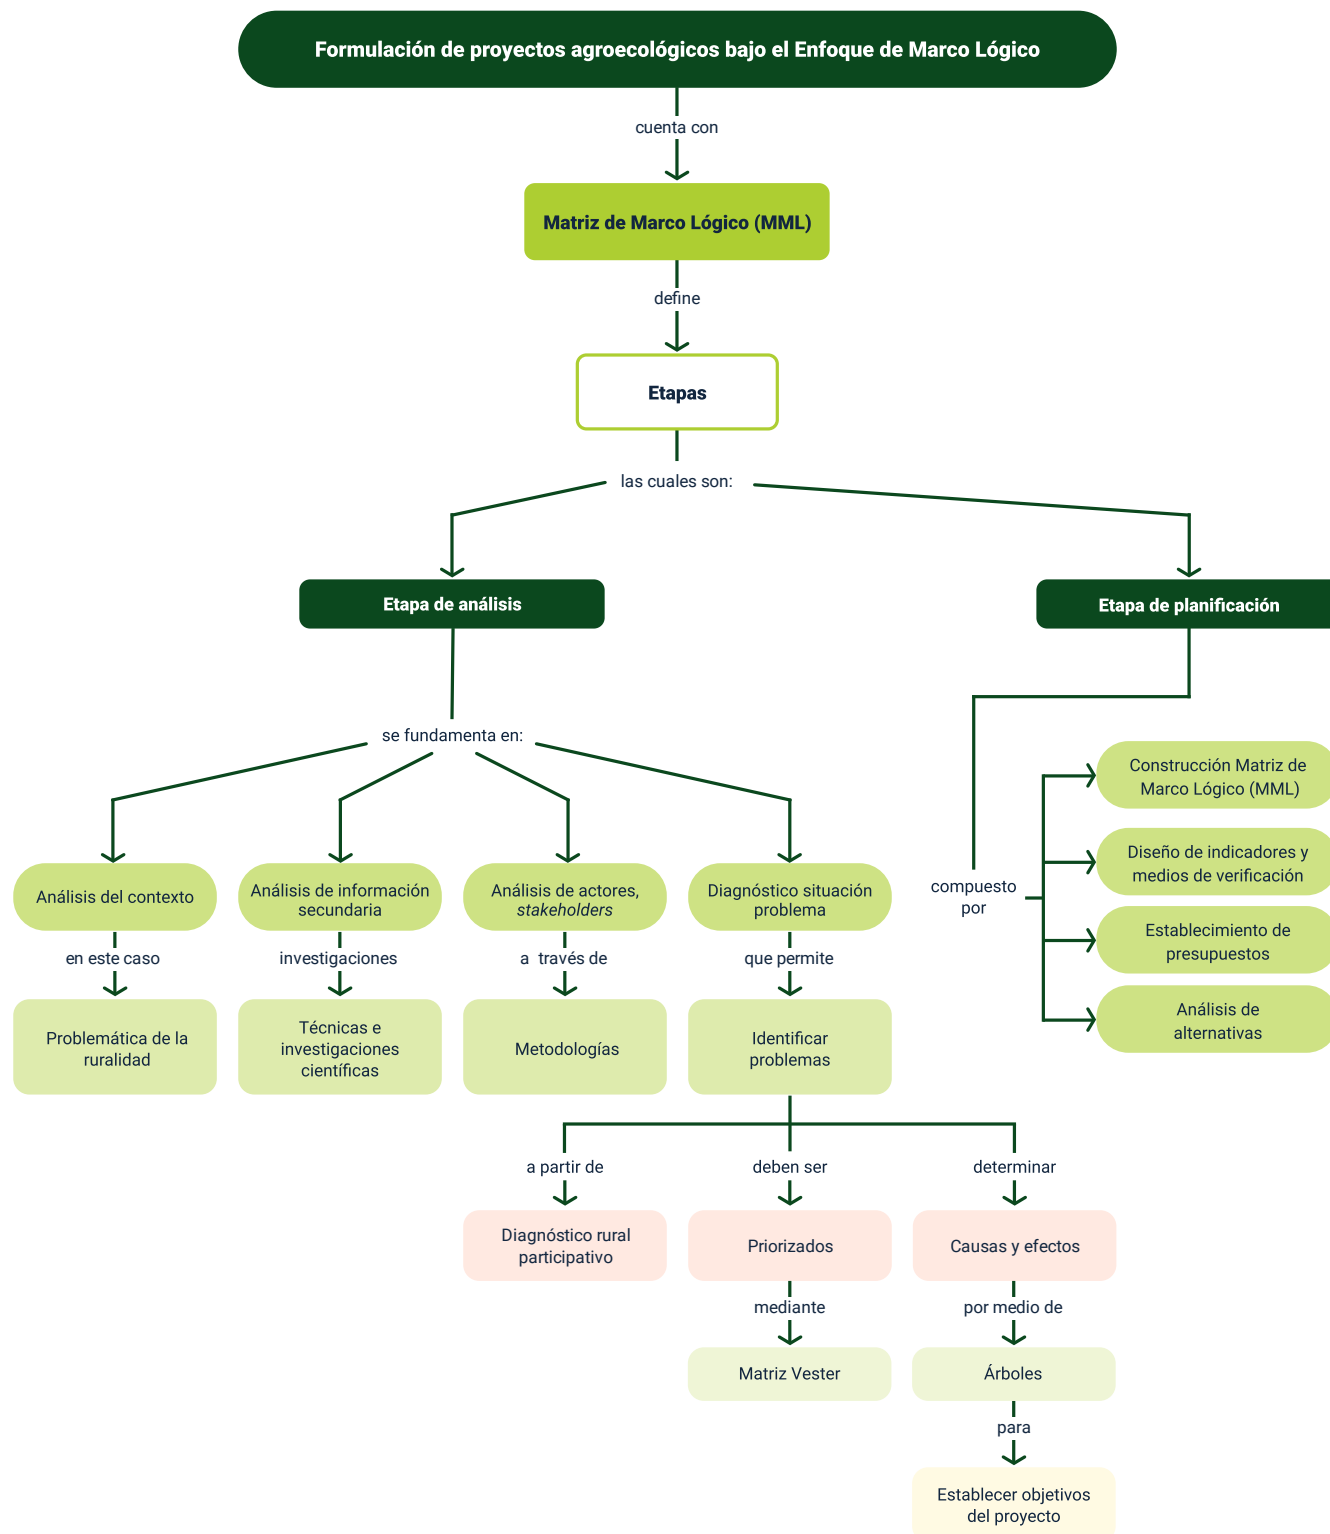 Formulación de proyectos agroecológicos bajo el Enfoque de Marco Lógico
cuenta con
Matriz de Marco Lógico (MML)
define
Etapas
las cuales son:
Etapa de análisis
Etapa de planificación
se fundamenta en:
Análisis del contexto
en este caso
Problemática de la
ruralidad
Análisis de información
secundaria
investigaciones
Técnicas e
investigaciones
científicas
Análisis de actores,
stakeholders
a través de
Metodologías
Diagnóstico situación
problema
que permite
Identificar
problemas
a partir de
Diagnóstico rural
participativo
deben ser
Priorizados
mediante
Matriz Vester
determinar
Causas y efectos
por medio de
Árboles
para
Establecer objetivos
del proyecto
compuesto
por
Construcción Matriz de
Marco Lógico (MML)
Diseño de indicadores y
medios de verificación
Establecimiento de
presupuestos
Análisis de
alternativas